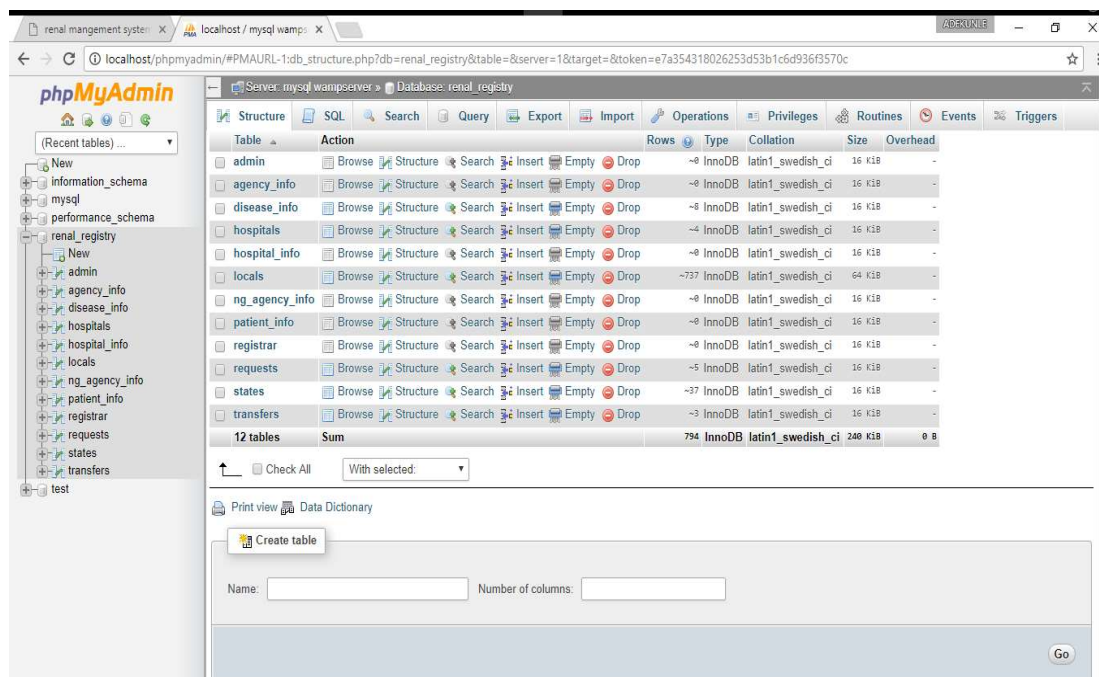 renal mangement system
localhost / mysql wamps
ADEKUNLE
localhost/phpmyadmin/#PMAURL-1:db_structure.php?db=renal_registry&table=&server=1&target=&token=e7a354318026253d53b1c6d936f3570c
phpMyAdmin
(Recent tables) ...
New
information_schema
mysql
performance_schema
renal_registry
New
admin
agency_info
disease_info
hospitals
hospital_info
locals
ng_agency_info
patient_info
registrar
requests
states
transfers
test
Server: mysql wampserver » Database: renal_registry
Structure SQL Search Query Export Import Operations Privileges Routines Events Triggers
Table Action Rows Type Collation Size Overhead
admin Browse Structure Search Insert Empty Drop ~0 InnoDB latin1_swedish_ci 16 KiB -
agency_info Browse Structure Search Insert Empty Drop ~0 InnoDB latin1_swedish_ci 16 KiB -
disease_info Browse Structure Search Insert Empty Drop ~8 InnoDB latin1_swedish_ci 16 KiB -
hospitals Browse Structure Search Insert Empty Drop ~4 InnoDB latin1_swedish_ci 16 KiB -
hospital_info Browse Structure Search Insert Empty Drop ~0 InnoDB latin1_swedish_ci 16 KiB -
locals Browse Structure Search Insert Empty Drop ~737 InnoDB latin1_swedish_ci 64 KiB -
ng_agency_info Browse Structure Search Insert Empty Drop ~0 InnoDB latin1_swedish_ci 16 KiB -
patient_info Browse Structure Search Insert Empty Drop ~0 InnoDB latin1_swedish_ci 16 KiB -
registrar Browse Structure Search Insert Empty Drop ~0 InnoDB latin1_swedish_ci 16 KiB -
requests Browse Structure Search Insert Empty Drop ~5 InnoDB latin1_swedish_ci 16 KiB -
states Browse Structure Search Insert Empty Drop ~37 InnoDB latin1_swedish_ci 16 KiB -
transfers Browse Structure Search Insert Empty Drop ~3 InnoDB latin1_swedish_ci 16 KiB -
12 tables Sum 794 InnoDB latin1_swedish_ci 240 KiB 0 B
Check All With selected:
Print view Data Dictionary
Create table
Name: Number of columns:
Go